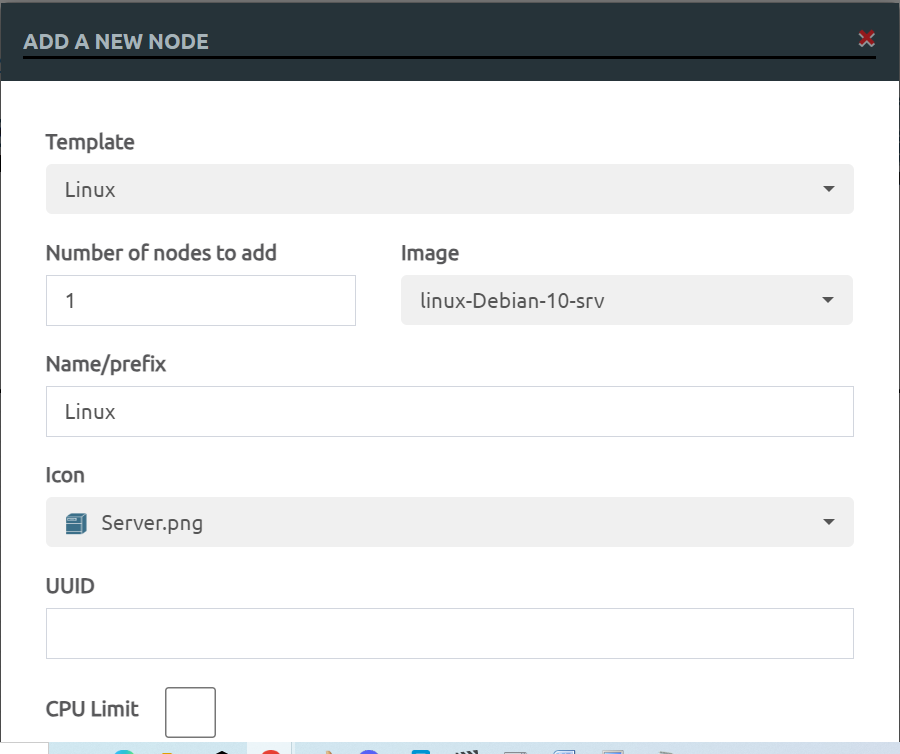 ADD A NEW NODE
Template
Linux
Number of nodes to add
Image
1
linux-Debian-10-srv
Name/prefix
Linux
Icon
Server.png
UUID
CPU Limit